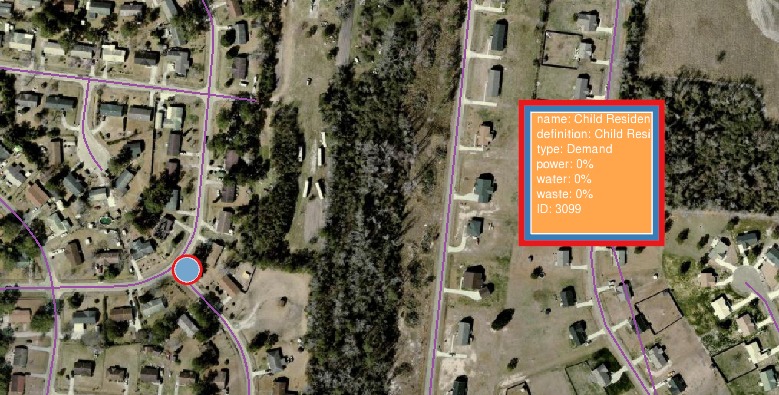 name: Child Residen
definition: Child Resi
type: Demand
power: 0%
water: 0%
waste: 0%
ID: 3099